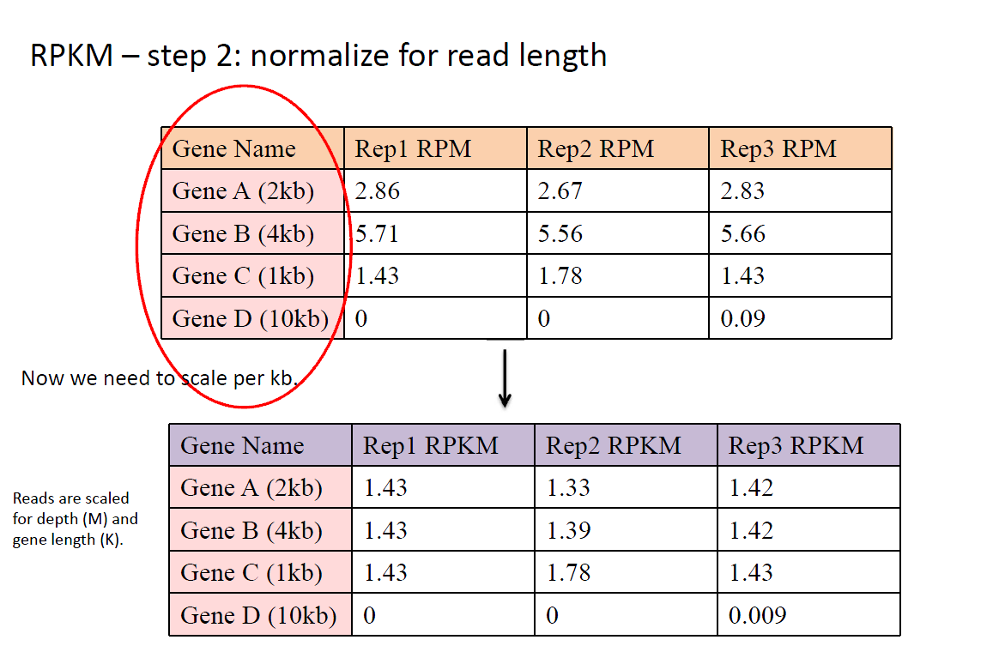 RPKM – step 2: normalize for read length
Gene Name Rep1 RPM Rep2 RPM Rep3 RPM
Gene A (2kb) 2.86 2.67 2.83
Gene B (4kb) 5.71 5.56 5.66
Gene C (1kb) 1.43 1.78 1.43
Gene D (10kb) 0 0 0.09
Now we need to scale per kb.
Gene Name Rep1 RPKM Rep2 RPKM Rep3 RPKM
Gene A (2kb) 1.43 1.33 1.42
Gene B (4kb) 1.43 1.39 1.42
Gene C (1kb) 1.43 1.78 1.43
Gene D (10kb) 0 0 0.009
Reads are scaled
for depth (M) and
gene length (K).